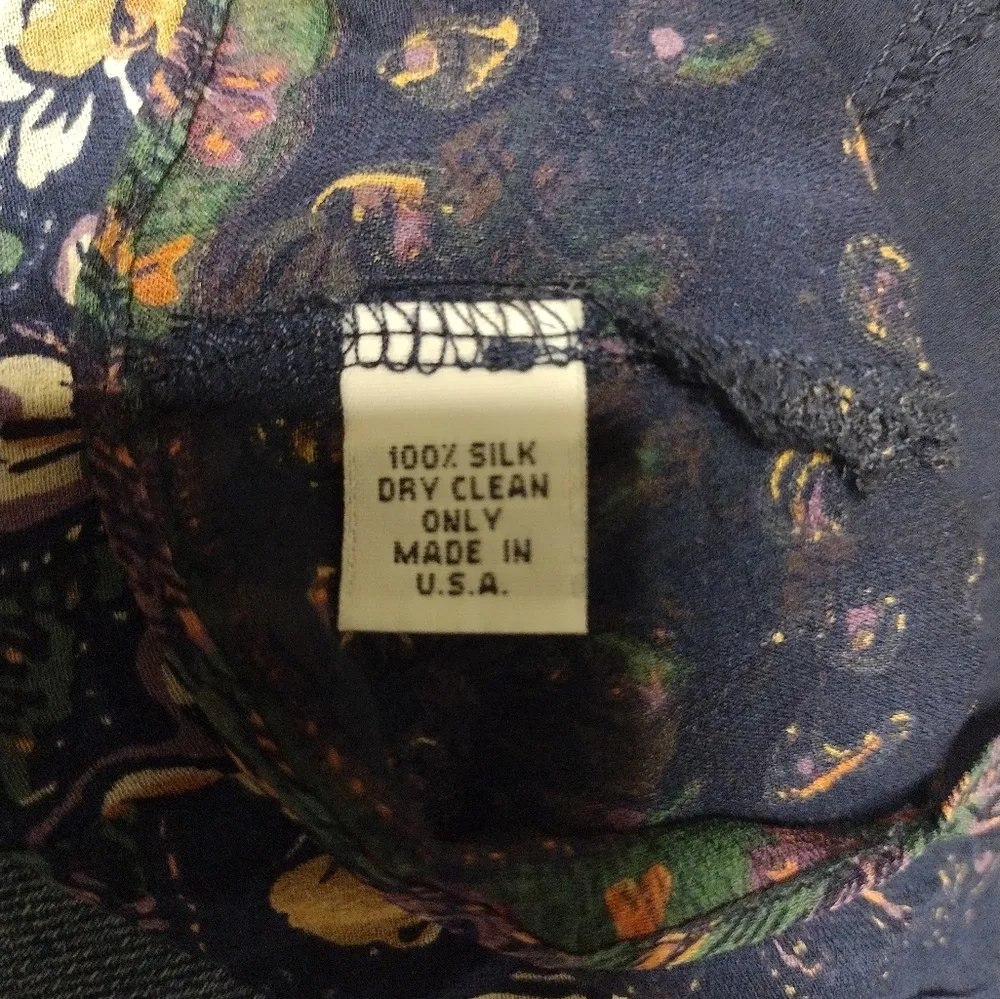 100% SILK
DRY CLEAN
ONLY
MADE IN
U.S.A.